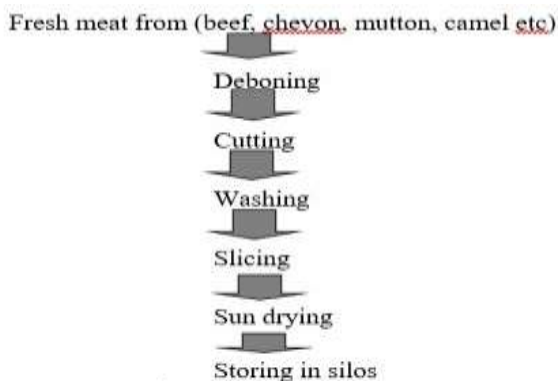 Fresh meat from (beef, chevon, mutton, camel etc)
Deboning
Cutting
Washing
Slicing
Sun drying
Storing in silos